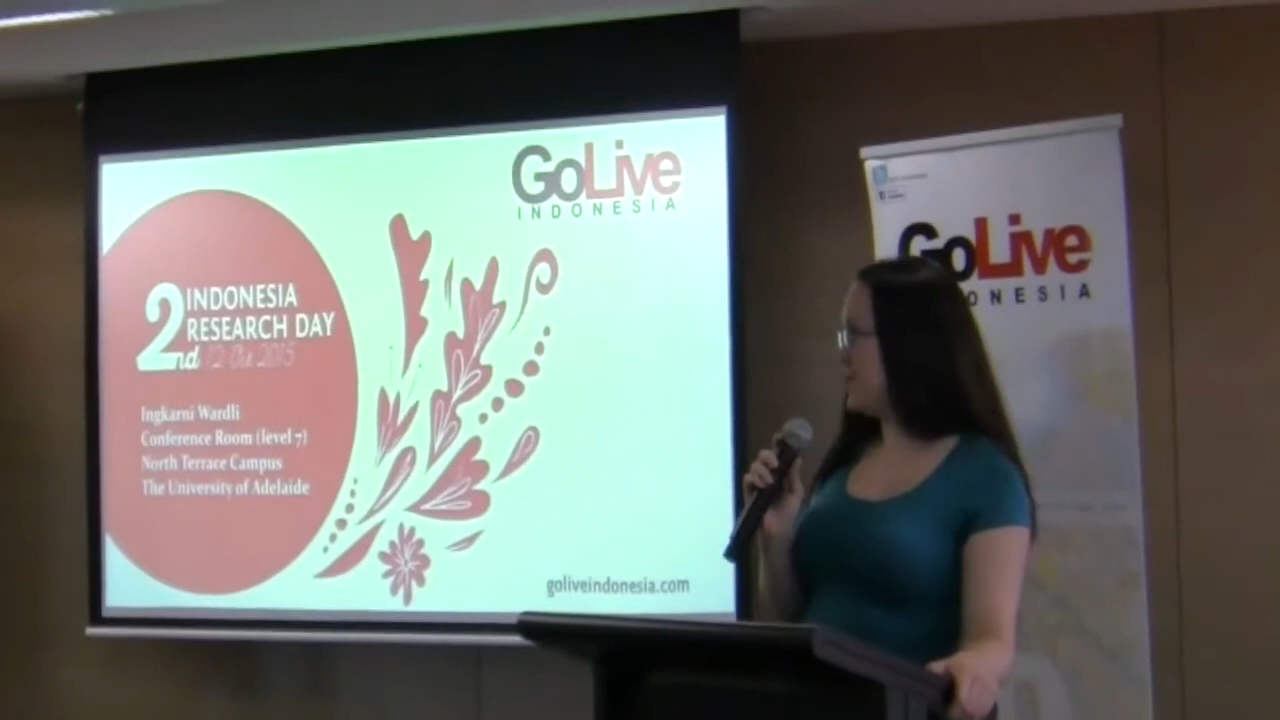 GoLive
INDONESIA
2nd INDONESIA
RESEARCH DAY
Ingkarni Wardli
Conference Room (level 7)
North Terrace Campus
The University of Adelaide
goliveindonesia.com
GoLive
ONESIA